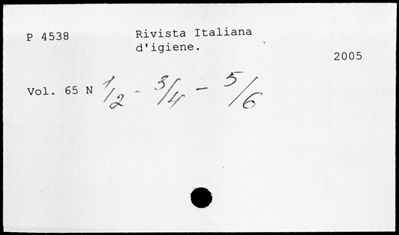 P 4538 Rivista Italiana
d'igiene.
2005
Vol. 65 N 1/2 - 3/4 - 5/6